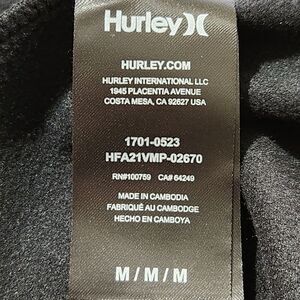 Hurley
HURLEY.COM
HURLEY INTERNATIONAL LLC
1945 PLACENTIA AVENUE
COSTA MESA, CA 92627 USA
1701-0523
HFA21VMP-02670
RN#100759 CA# 64249
MADE IN CAMBODIA
FABRIQUÉ AU CAMBODGE
HECHO EN CAMBOYA
M / M / M